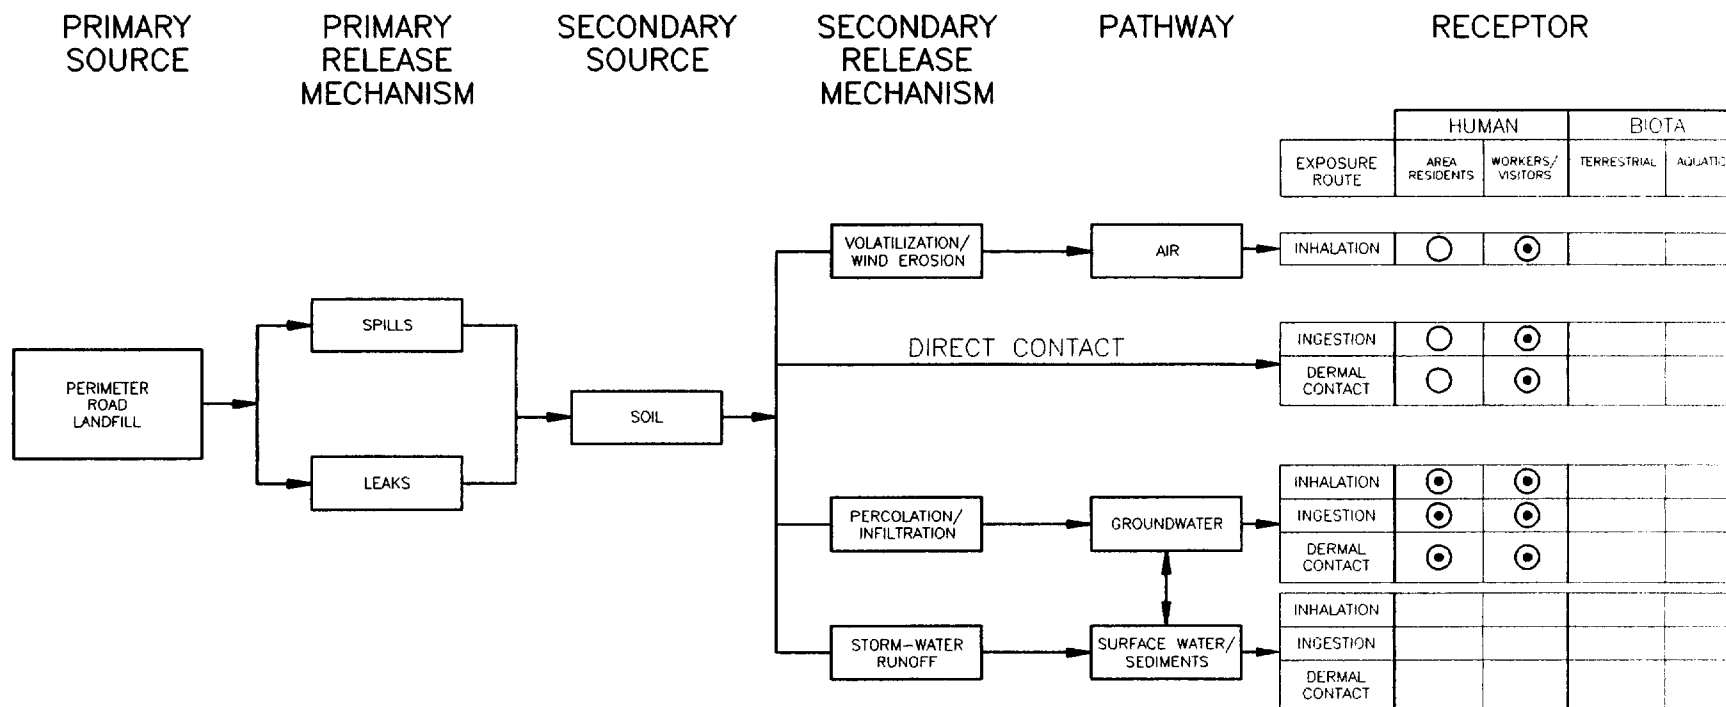 PRIMARY
SOURCE
PRIMARY
RELEASE
MECHANISM
SECONDARY
SOURCE
SECONDARY
RELEASE
MECHANISM
PATHWAY
RECEPTOR
HUMAN
BIOTA
EXPOSURE
ROUTE
AREA
RESIDENTS
WORKERS/
VISITORS
TERRESTRIAL
AQUATIC
VOLATILIZATION/
WIND EROSION
AIR
INHALATION
SPILLS
DIRECT CONTACT
INGESTION
DERMAL
CONTACT
PERIMETER
ROAD
LANDFILL
SOIL
LEAKS
PERCOLATION/
INFILTRATION
GROUNDWATER
INHALATION
INGESTION
DERMAL
CONTACT
STORM-WATER
RUNOFF
SURFACE WATER/
SEDIMENTS
INHALATION
INGESTION
DERMAL
CONTACT